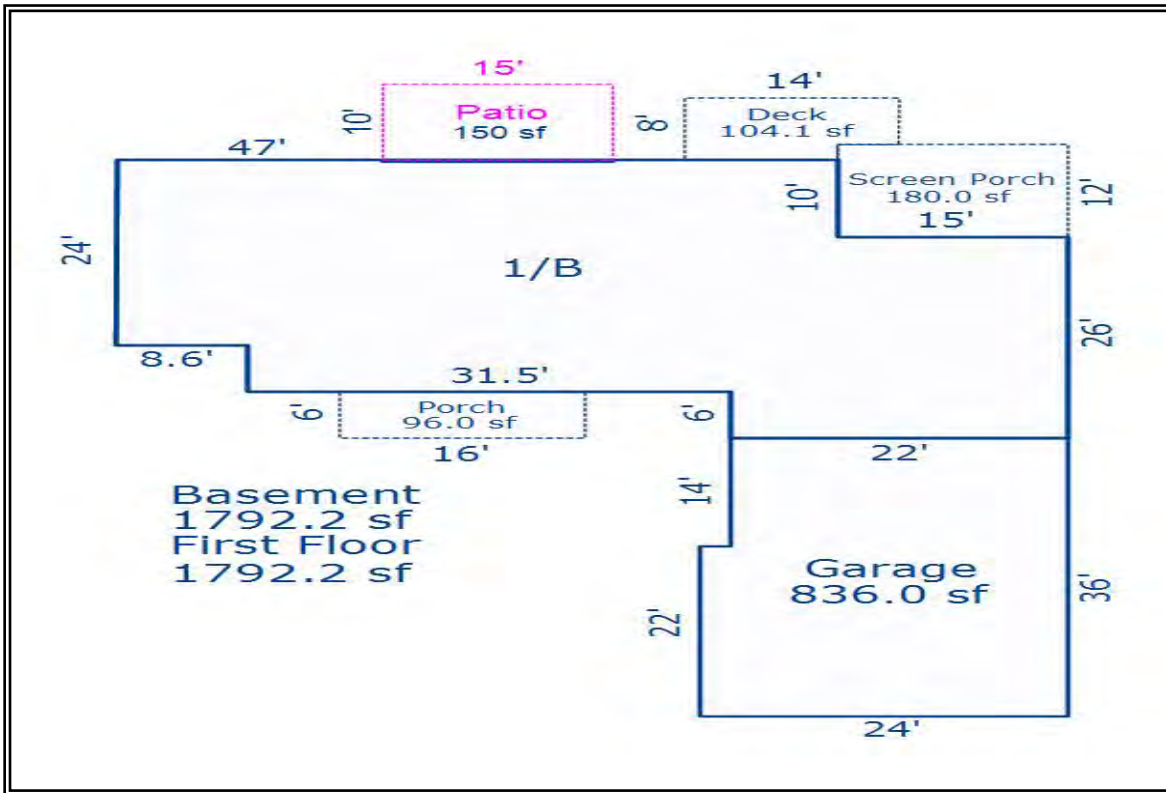 15'
14'
10'
Patio
150 sf
8'
Deck
104.1 sf
47'
10'
Screen Porch
180.0 sf
15'
12'
24'
1/B
26'
8.6'
31.5'
6'
Porch
96.0 sf
6'
16'
22'
14'
Basement
1792.2 sf
First Floor
1792.2 sf
Garage
836.0 sf
36'
22'
24'